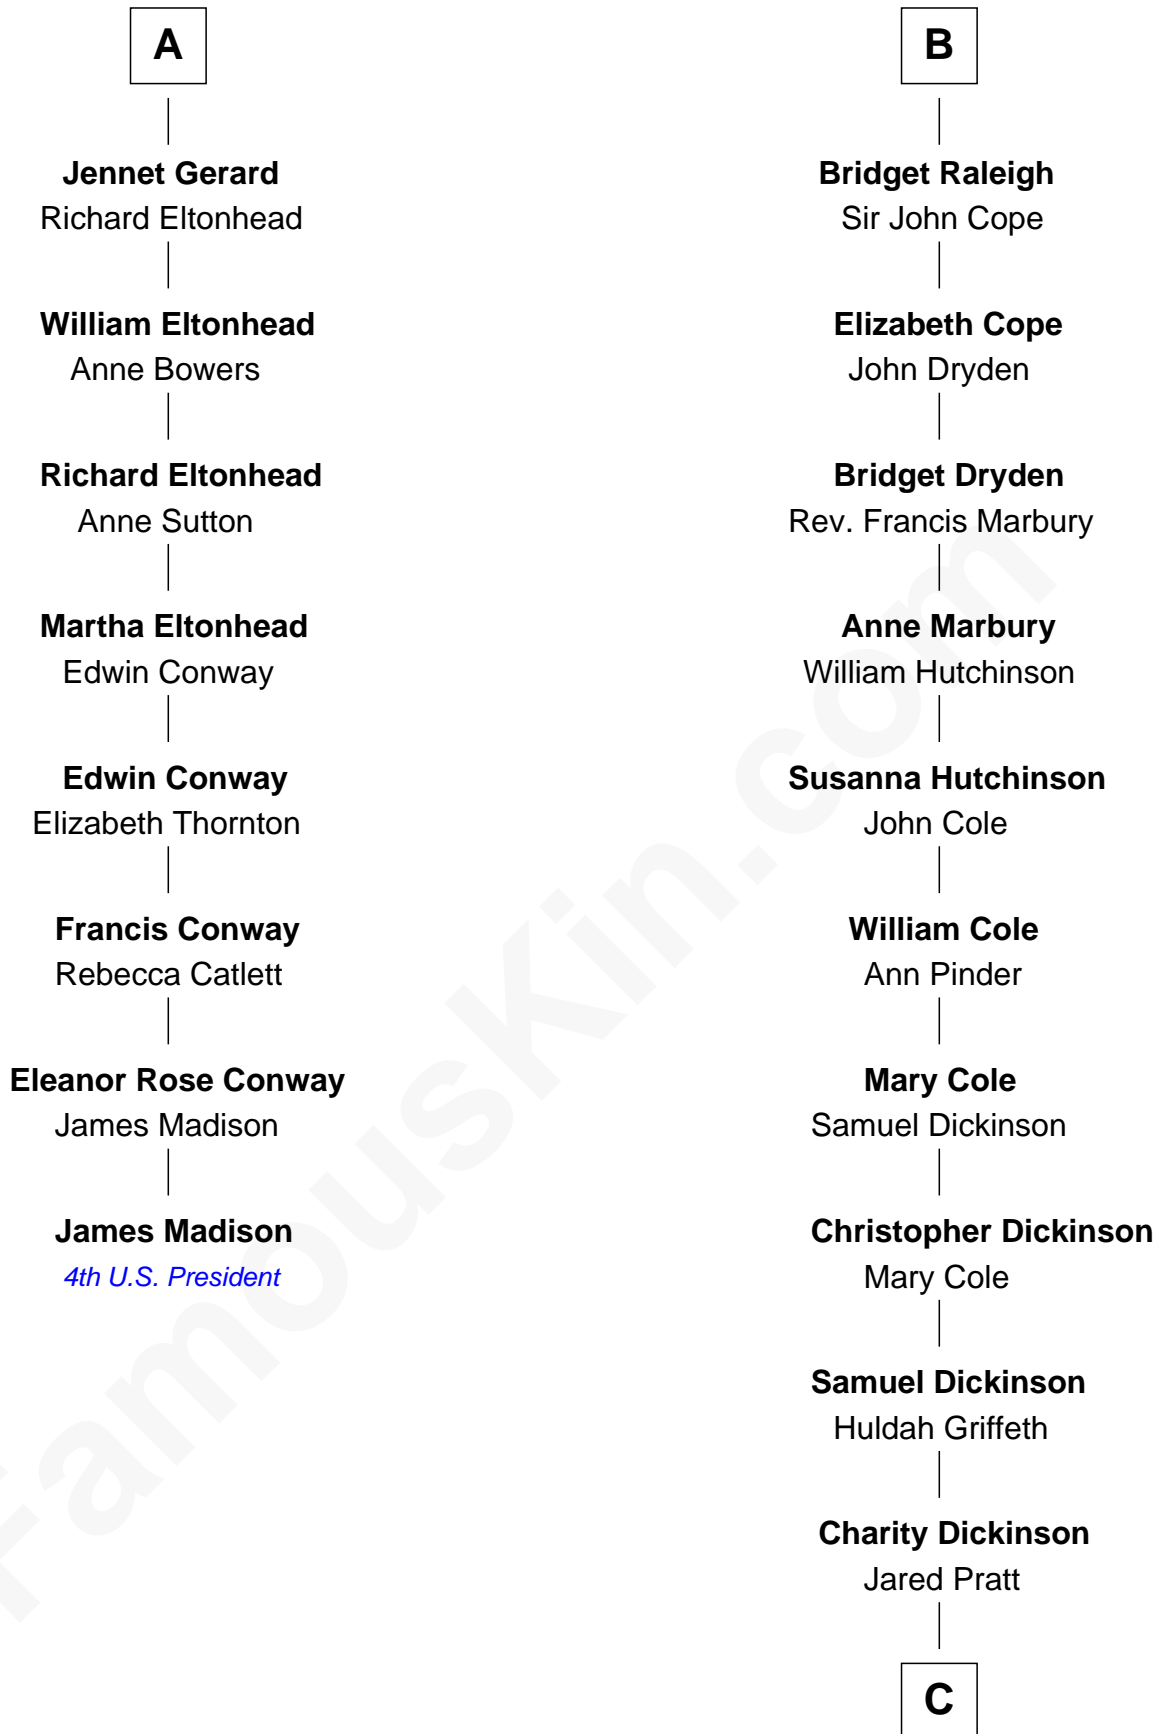 A
Jennet Gerard
Richard Eltonhead
William Eltonhead
Anne Bowers
Richard Eltonhead
Anne Sutton
Martha Eltonhead
Edwin Conway
Edwin Conway
Elizabeth Thornton
Francis Conway
Rebecca Catlett
Eleanor Rose Conway
James Madison
James Madison
4th U.S. President
B
Bridget Raleigh
Sir John Cope
Elizabeth Cope
John Dryden
Bridget Dryden
Rev. Francis Marbury
Anne Marbury
William Hutchinson
Susanna Hutchinson
John Cole
William Cole
Ann Pinder
Mary Cole
Samuel Dickinson
Christopher Dickinson
Mary Cole
Samuel Dickinson
Huldah Griffeth
Charity Dickinson
Jared Pratt
C
FamousKin.com